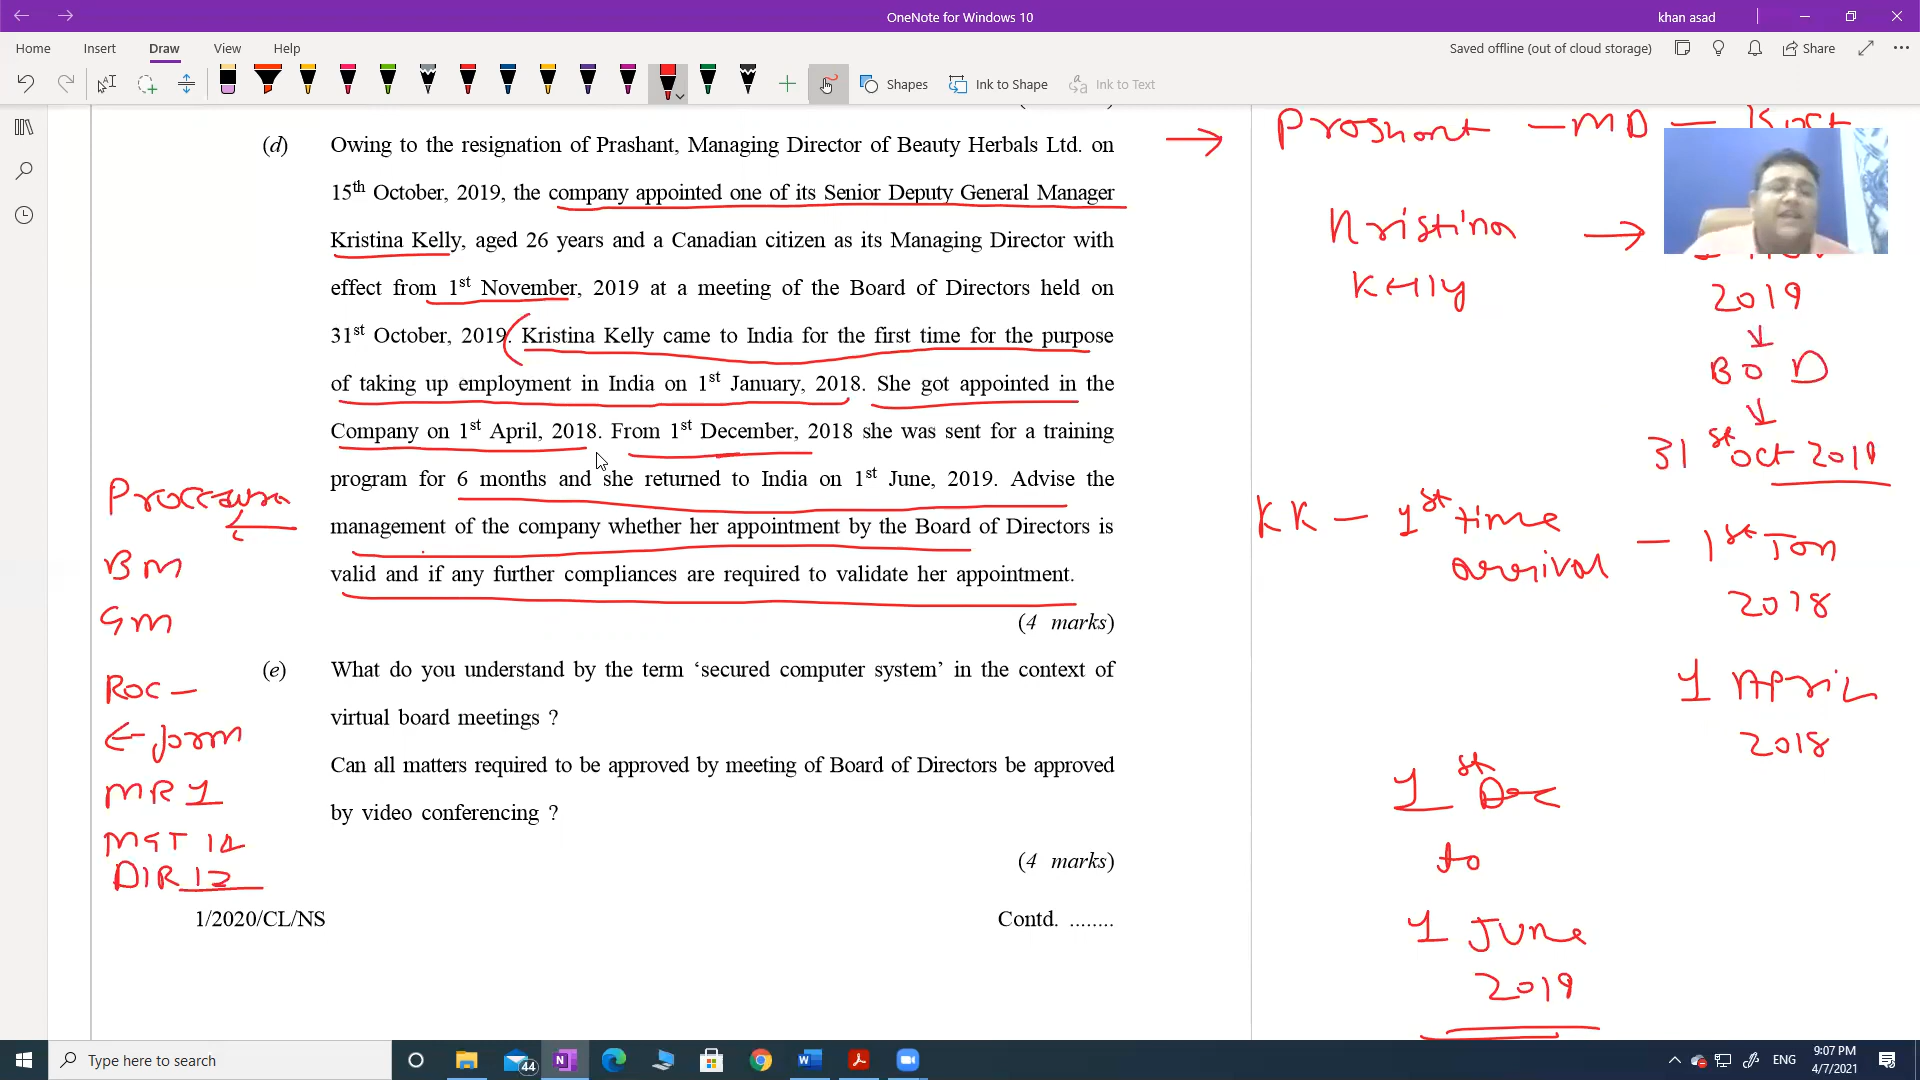 OneNote for Windows 10
khan asad
Home Insert Draw View Help
Saved offline (out of cloud storage)
Share
Shapes
Ink to Shape
Ink to Text
(d) Owing to the resignation of Prashant, Managing Director of Beauty Herbals Ltd. on
15th October, 2019, the company appointed one of its Senior Deputy General Manager
Kristina Kelly, aged 26 years and a Canadian citizen as its Managing Director with
effect from 1st November, 2019 at a meeting of the Board of Directors held on
31st October, 2019. Kristina Kelly came to India for the first time for the purpose
of taking up employment in India on 1st January, 2018. She got appointed in the
Company on 1st April, 2018. From 1st December, 2018 she was sent for a training
program for 6 months and she returned to India on 1st June, 2019. Advise the
management of the company whether her appointment by the Board of Directors is
valid and if any further compliances are required to validate her appointment.
(4 marks)
(e) What do you understand by the term ‘secured computer system’ in the context of
virtual board meetings ?
Can all matters required to be approved by meeting of Board of Directors be approved
by video conferencing ?
(4 marks)
1/2020/CL/NS
Contd. ........
BM
GM
ROC -
← form
MR 1
MGT 14
DIR 12
Proshant - MD -
Kristina
Kelly
→
2019
↓
BOD
↓
31st Oct 2019
KK - 1st time
arrival - 1st Jan
2018
1 April
2018
1st Dec
to
1 June
2019
Type here to search
44
ENG
9:07 PM
4/7/2021